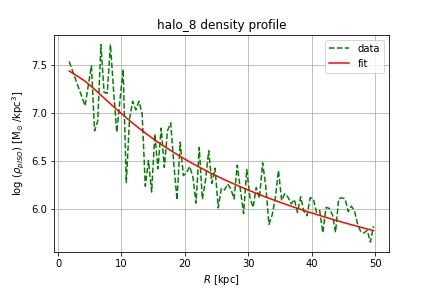 halo_8 density profile
data
fit
log (ρ_pISO) [M⊙ /kpc³]
7.5
7.0
6.5
6.0
0
10
20
30
40
50
R [kpc]